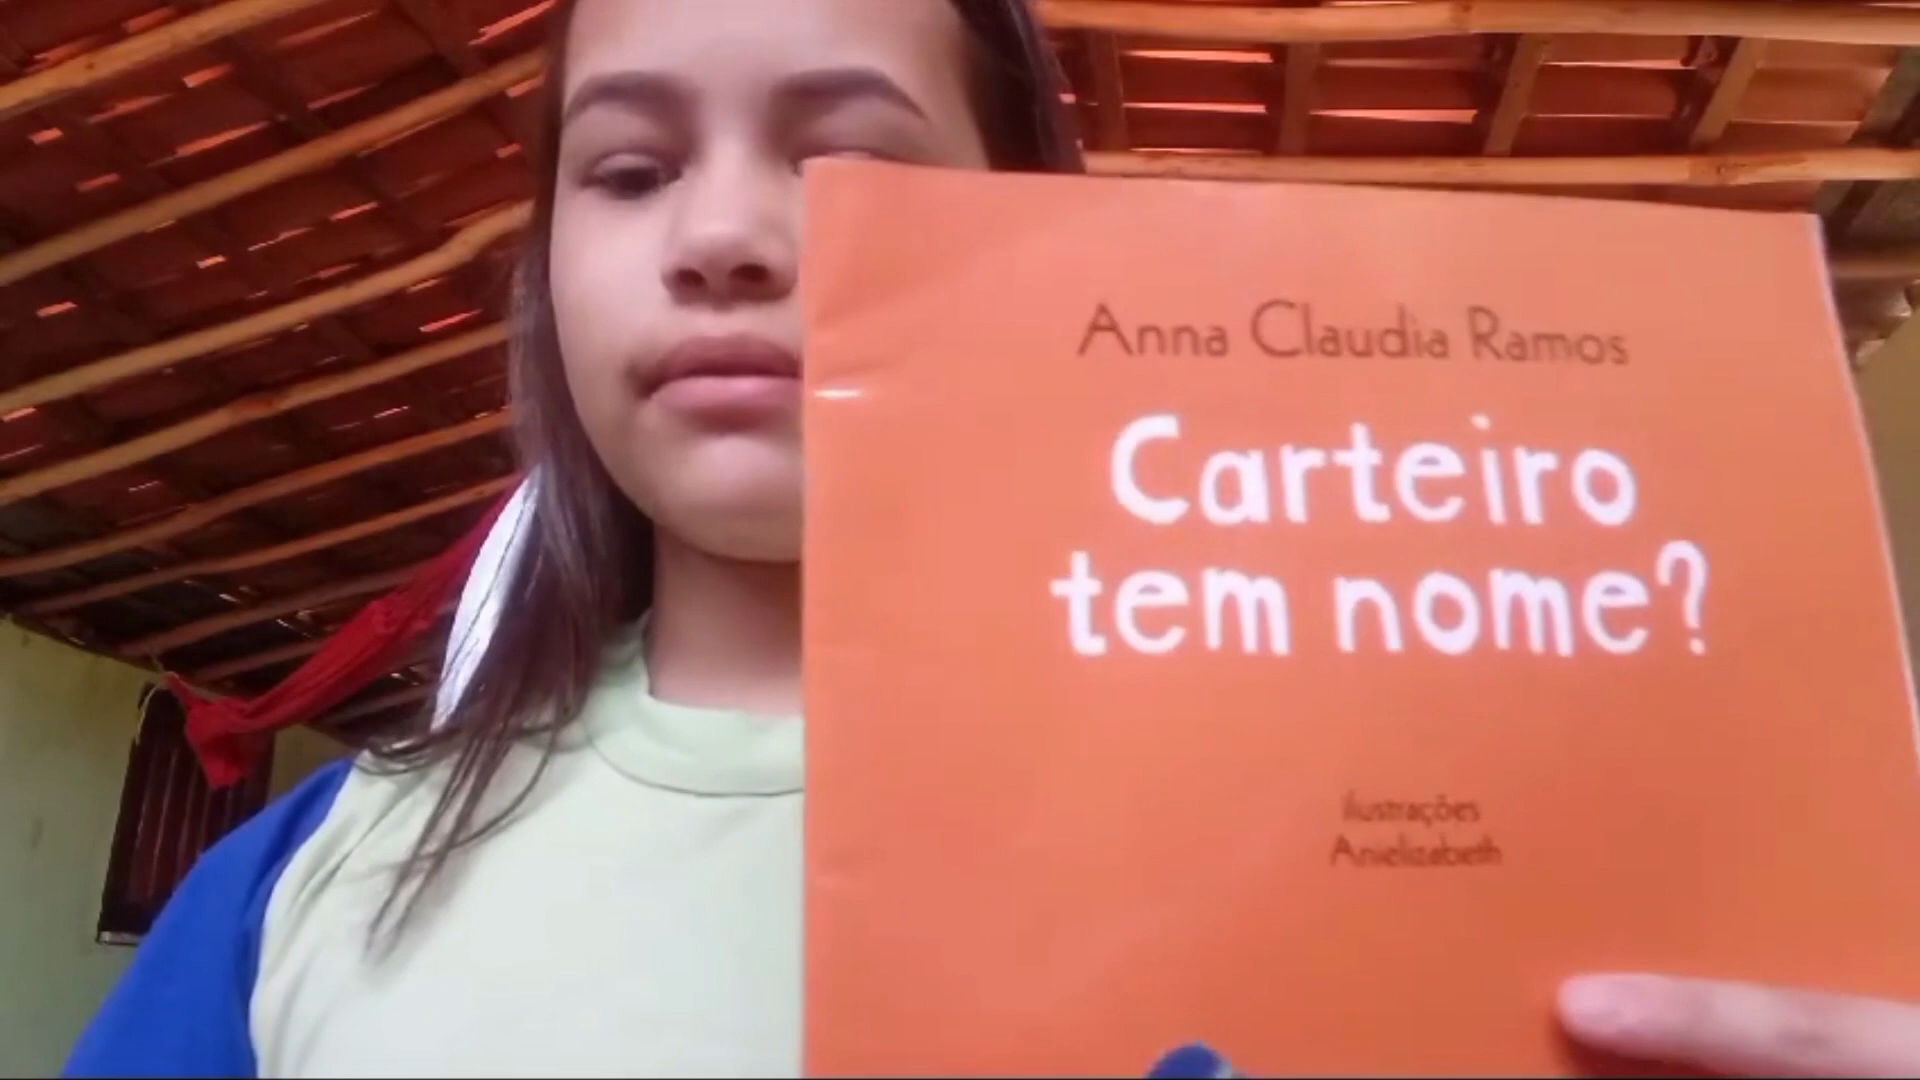 Anna Claudia Ramos
Carteiro
tem nome?
ilustrações
Anielizabeth